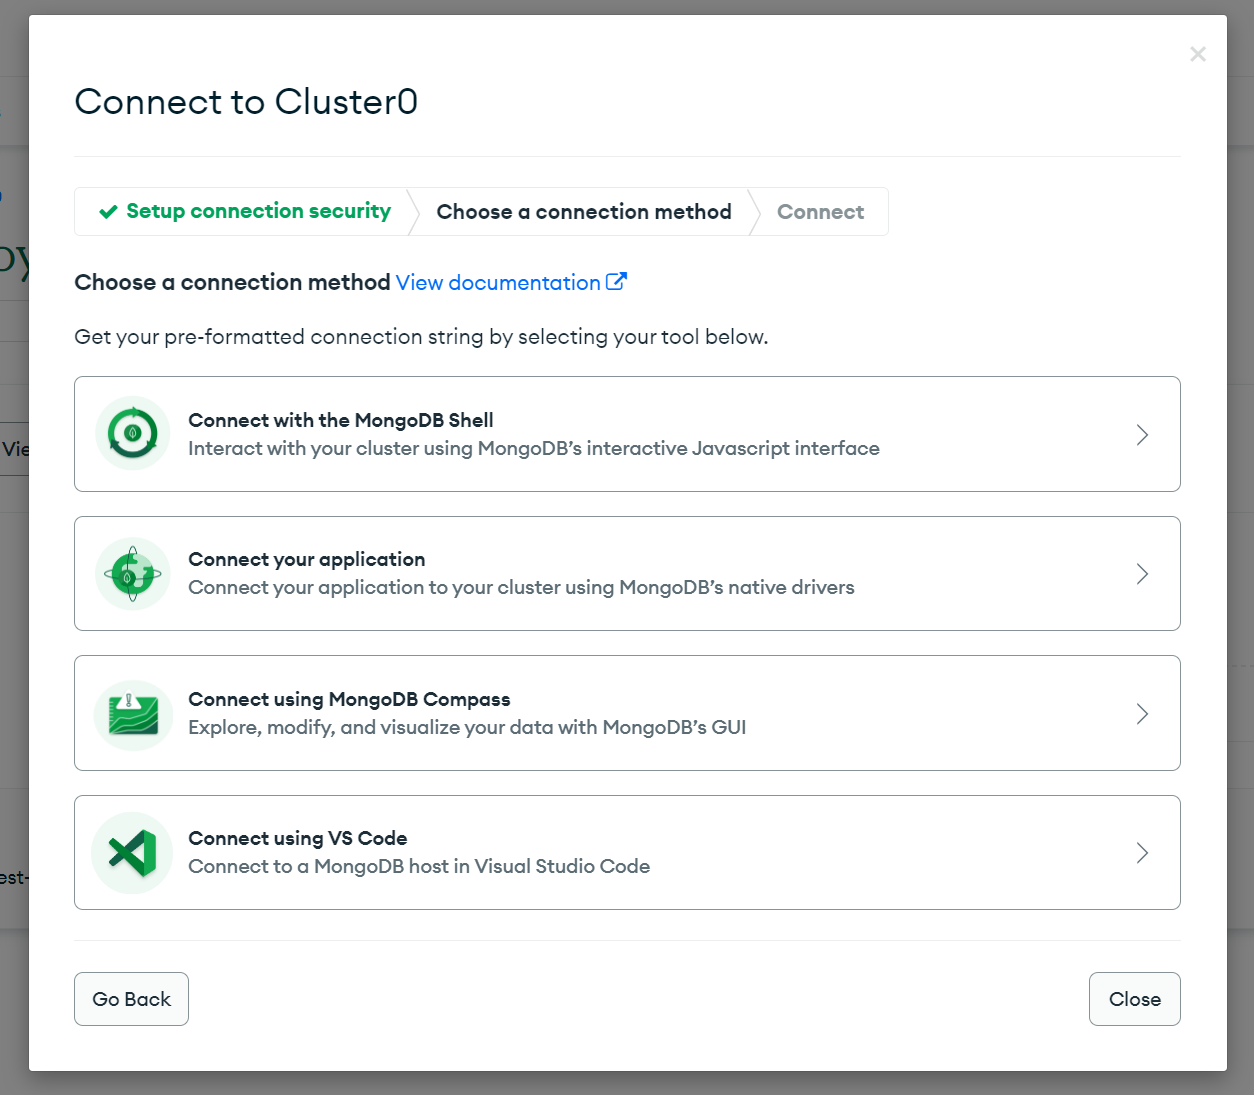 Connect to Cluster0
Setup connection security
Choose a connection method
Connect
Choose a connection method View documentation
Get your pre-formatted connection string by selecting your tool below.
Connect with the MongoDB Shell
Interact with your cluster using MongoDB’s interactive Javascript interface
Connect your application
Connect your application to your cluster using MongoDB’s native drivers
Connect using MongoDB Compass
Explore, modify, and visualize your data with MongoDB’s GUI
Connect using VS Code
Connect to a MongoDB host in Visual Studio Code
Go Back
Close